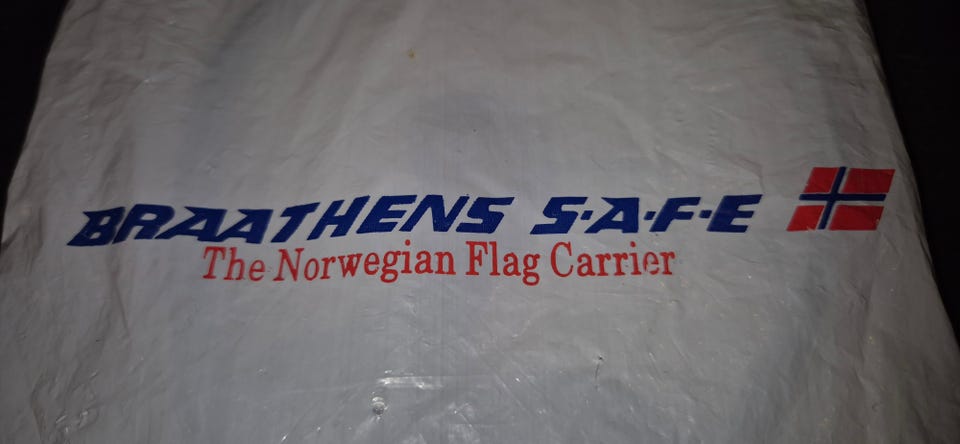 BRAATHENS S·A·F·E
The Norwegian Flag Carrier